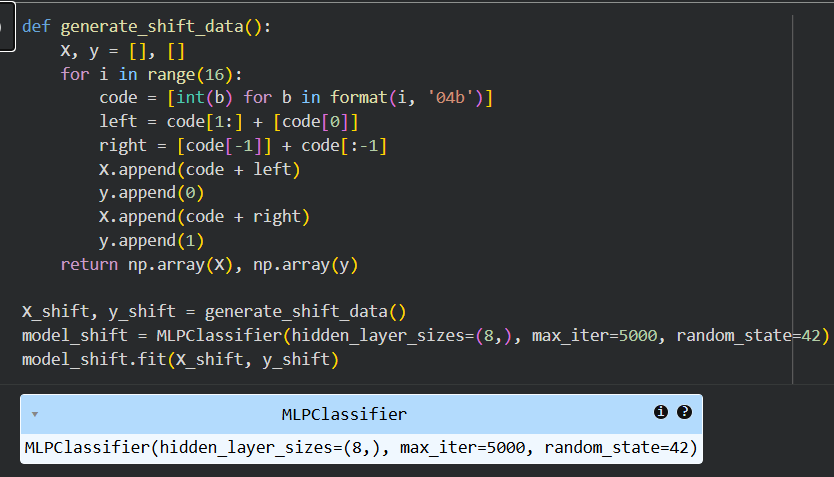 def generate_shift_data():
    X, y = [], []
    for i in range(16):
        code = [int(b) for b in format(i, '04b')]
        left = code[1:] + [code[0]]
        right = [code[-1]] + code[:-1]
        X.append(code + left)
        y.append(0)
        X.append(code + right)
        y.append(1)
    return np.array(X), np.array(y)
X_shift, y_shift = generate_shift_data()
model_shift = MLPClassifier(hidden_layer_sizes=(8,), max_iter=5000, random_state=42)
model_shift.fit(X_shift, y_shift)
MLPClassifier
MLPClassifier(hidden_layer_sizes=(8,), max_iter=5000, random_state=42)